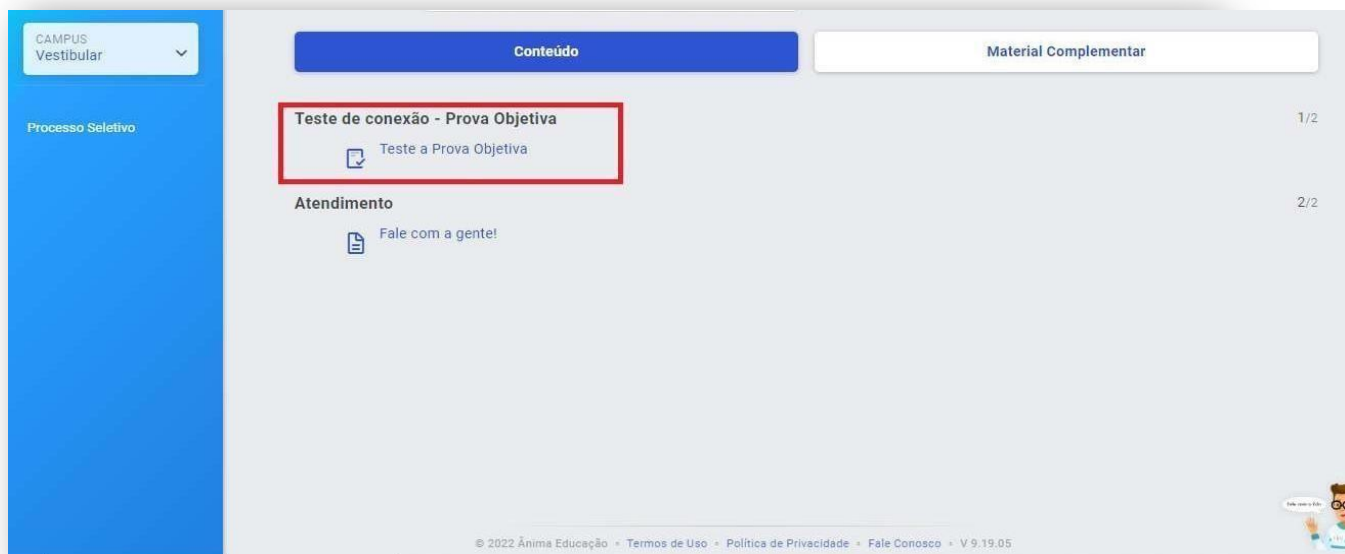 CAMPUS
Vestibular
Conteúdo
Material Complementar
Processo Seletivo
Teste de conexão - Prova Objetiva
1/2
Teste a Prova Objetiva
Atendimento
2/2
Fale com a gente!
© 2022 Ânima Educação • Termos de Uso • Política de Privacidade • Fale Conosco • V 9.19.05